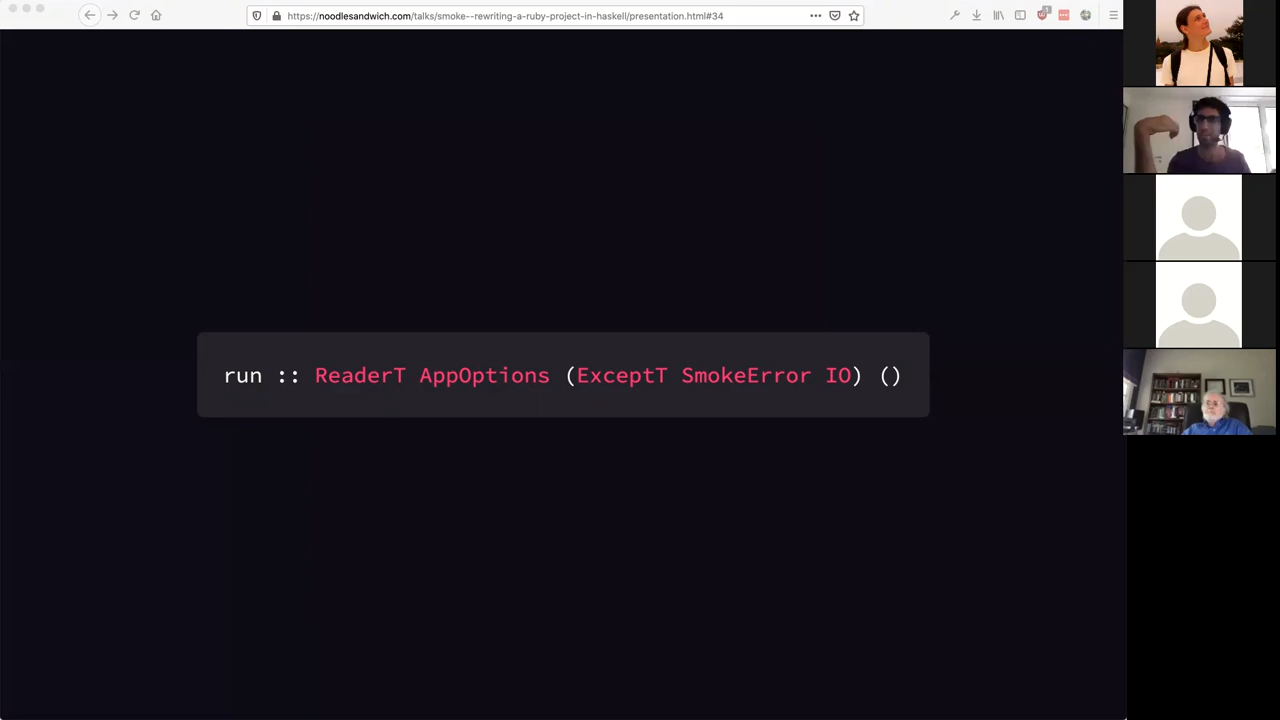 https://noodlesandwich.com/talks/smoke--rewriting-a-ruby-project-in-haskell/presentation.html#34
run :: ReaderT AppOptions (ExceptT SmokeError IO) ()